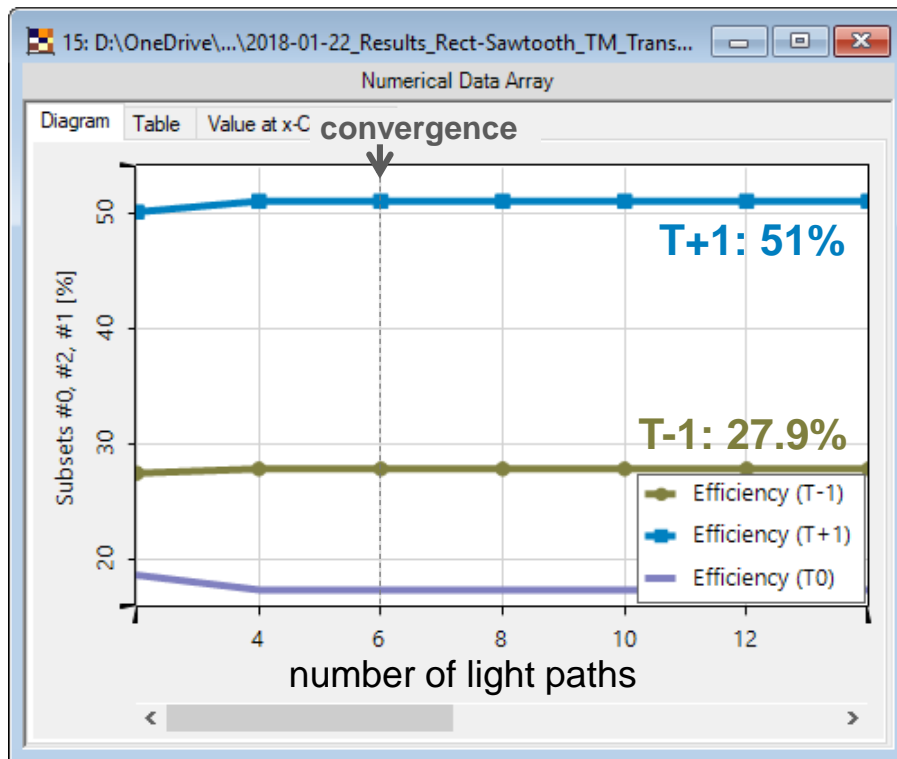 15: D:\OneDrive\...\2018-01-22_Results_Rect-Sawtooth_TM_Trans...
Numerical Data Array
Diagram Table Value at x-C
convergence
50
40
30
20
Subsets #0, #2, #1 [%]
T+1: 51%
T-1: 27.9%
Efficiency (T-1)
Efficiency (T+1)
Efficiency (T0)
4 6 8 10 12
number of light paths